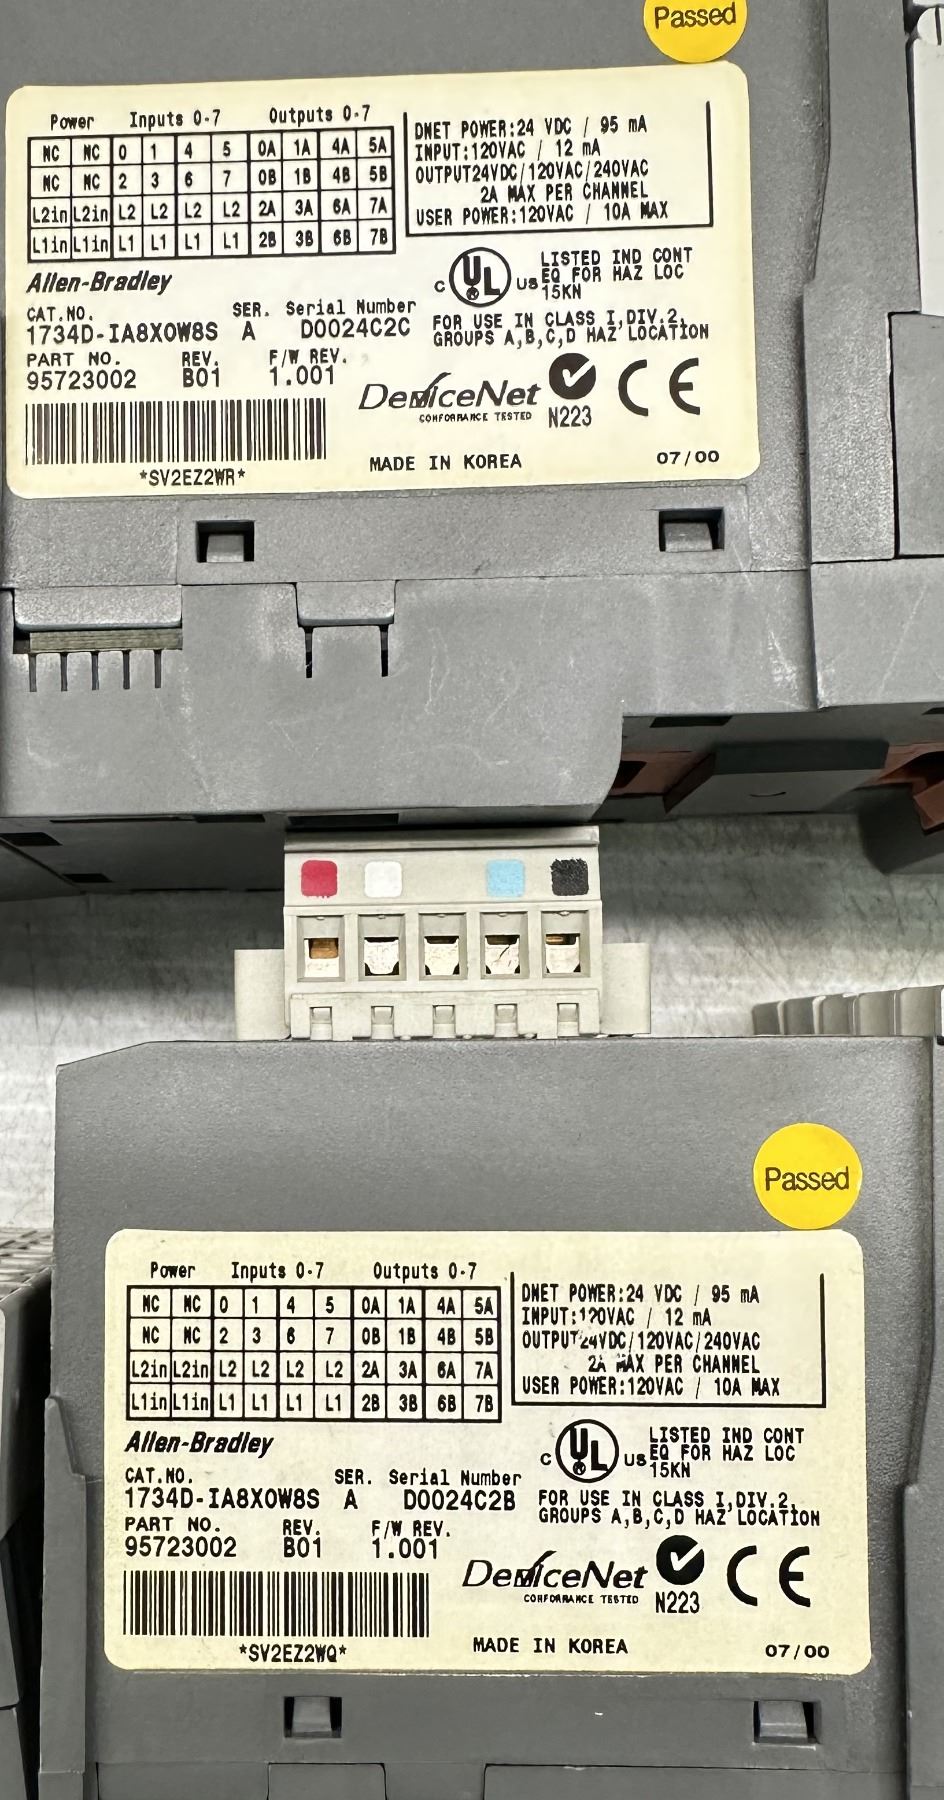 Passed
Power Inputs 0-7 Outputs 0-7
NC NC 0 1 4 5 0A 1A 4A 5A
NC NC 2 3 6 7 0B 1B 4B 5B
L2in L2in L2 L2 L2 L2 2A 3A 6A 7A
L1in L1in L1 L1 L1 L1 2B 3B 6B 7B
DNET POWER:24 VDC / 95 mA
INPUT:120VAC / 12 mA
OUTPUT24VDC/120VAC/240VAC
2A MAX PER CHANNEL
USER POWER:120VAC / 10A MAX
Allen-Bradley
C UL US
LISTED IND CONT
EQ FOR HAZ LOC
15KN
CAT.NO. SER. Serial Number
1734D-IA8XOW8S A D0024C2C
FOR USE IN CLASS I,DIV.2,
GROUPS A,B,C,D HAZ LOCATION
PART NO. REV. F/W REV.
95723002 B01 1.001
DeviceNet
CONFORMANCE TESTED
N223
CE
*SV2EZ2WR*
MADE IN KOREA
07/00
Passed
Power Inputs 0-7 Outputs 0-7
NC NC 0 1 4 5 0A 1A 4A 5A
NC NC 2 3 6 7 0B 1B 4B 5B
L2in L2in L2 L2 L2 L2 2A 3A 6A 7A
L1in L1in L1 L1 L1 L1 2B 3B 6B 7B
DNET POWER:24 VDC / 95 mA
INPUT:120VAC / 12 mA
OUTPUT24VDC/120VAC/240VAC
2A MAX PER CHANNEL
USER POWER:120VAC / 10A MAX
Allen-Bradley
C UL US
LISTED IND CONT
EQ FOR HAZ LOC
15KN
CAT.NO. SER. Serial Number
1734D-IA8XOW8S A D0024C2B
FOR USE IN CLASS I,DIV.2,
GROUPS A,B,C,D HAZ LOCATION
PART NO. REV. F/W REV.
95723002 B01 1.001
DeviceNet
CONFORMANCE TESTED
N223
CE
*SV2EZ2WQ*
MADE IN KOREA
07/00